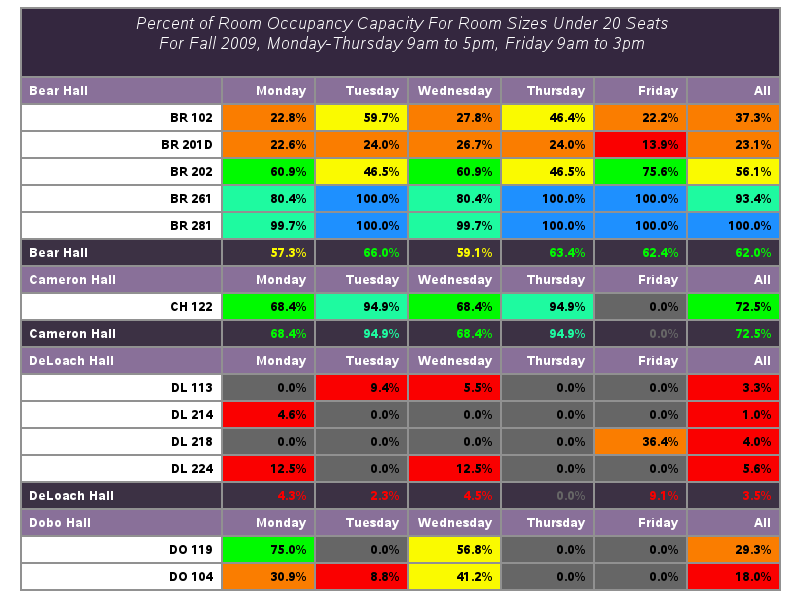 Percent of Room Occupancy Capacity For Room Sizes Under 20 Seats
For Fall 2009, Monday-Thursday 9am to 5pm, Friday 9am to 3pm
Bear Hall Monday Tuesday Wednesday Thursday Friday All
BR 102 22.8% 59.7% 27.8% 46.4% 22.2% 37.3%
BR 201D 22.6% 24.0% 26.7% 24.0% 13.9% 23.1%
BR 202 60.9% 46.5% 60.9% 46.5% 75.6% 56.1%
BR 261 80.4% 100.0% 80.4% 100.0% 100.0% 93.4%
BR 281 99.7% 100.0% 99.7% 100.0% 100.0% 100.0%
Bear Hall 57.3% 66.0% 59.1% 63.4% 62.4% 62.0%
Cameron Hall Monday Tuesday Wednesday Thursday Friday All
CH 122 68.4% 94.9% 68.4% 94.9% 0.0% 72.5%
Cameron Hall 68.4% 94.9% 68.4% 94.9% 0.0% 72.5%
DeLoach Hall Monday Tuesday Wednesday Thursday Friday All
DL 113 0.0% 9.4% 5.5% 0.0% 0.0% 3.3%
DL 214 4.6% 0.0% 0.0% 0.0% 0.0% 1.0%
DL 218 0.0% 0.0% 0.0% 0.0% 36.4% 4.0%
DL 224 12.5% 0.0% 12.5% 0.0% 0.0% 5.6%
DeLoach Hall 4.3% 2.3% 4.5% 0.0% 9.1% 3.5%
Dobo Hall Monday Tuesday Wednesday Thursday Friday All
DO 119 75.0% 0.0% 56.8% 0.0% 0.0% 29.3%
DO 104 30.9% 8.8% 41.2% 0.0% 0.0% 18.0%